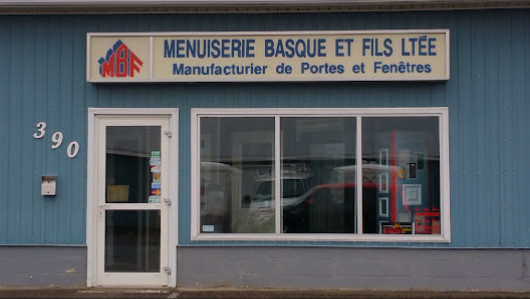 MBF
MENUISERIE BASQUE ET FILS LTÉE
Manufacturier de Portes et Fenêtres
390